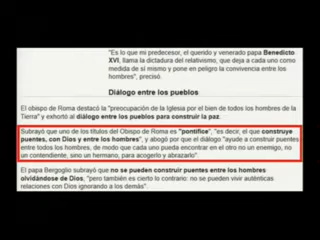 "Es lo que mi predecesor, el querido y venerado papa Benedicto
XVI, llama la dictadura del relativismo, que deja a cada uno como
medida de sí mismo y pone en peligro la convivencia entre los
hombres", precisó.
Diálogo entre los pueblos
El obispo de Roma destacó la "preocupación de la Iglesia por el bien de todos los hombres de la
Tierra" y exhortó al diálogo entre los pueblos para construir la paz.
Subrayó que uno de los títulos del Obispo de Roma es "pontífice", "es decir, el que construye
puentes, con Dios y entre los hombres", y abogó por que el diálogo "ayude a construir puentes
entre todos los hombres, de modo que cada uno pueda encontrar en el otro no un enemigo, no
un contendiente, sino un hermano, para acogerlo y abrazarlo".
El papa Bergoglio subrayó que no se pueden construir puentes entre los hombres
olvidándose de Dios, "pero también es cierto lo contrario: no se pueden vivir auténticas
relaciones con Dios ignorando a los demás".